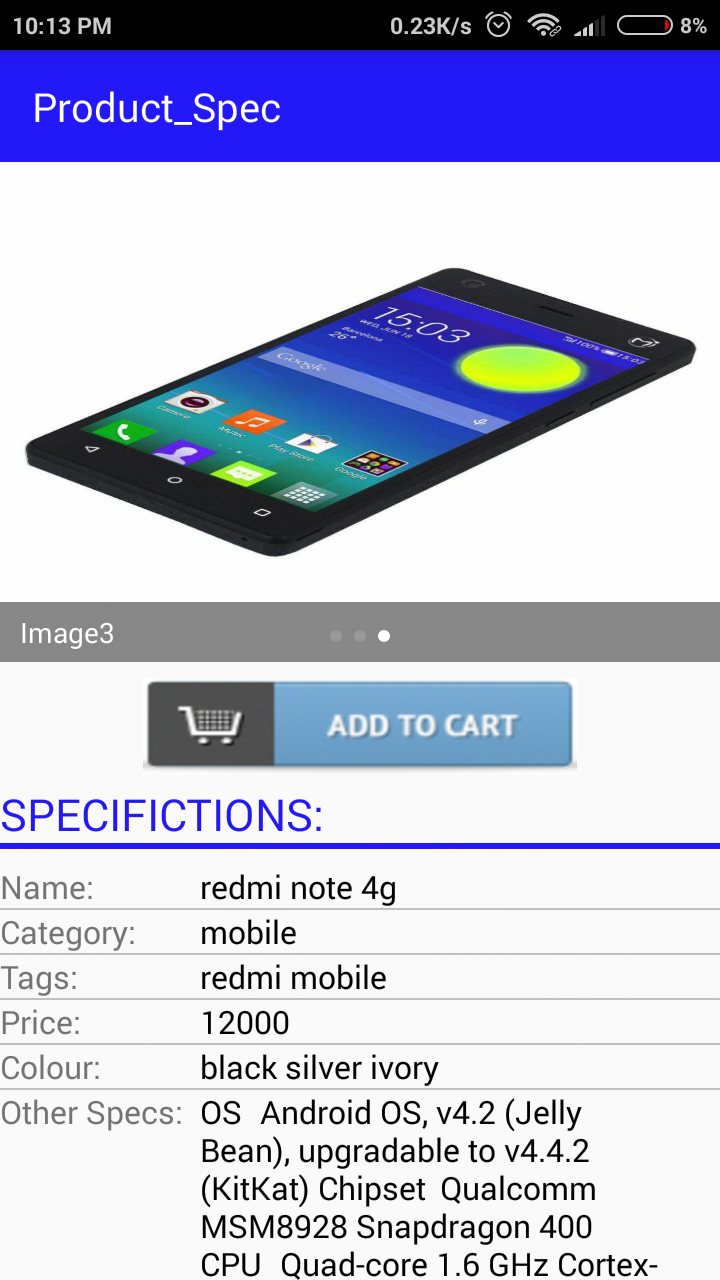 10:13 PM 0.23K/s 8%
Product_Spec
15:03
WED, JUN 18
Barcelona
26°
100% 15:03
Google
Camera
Music
Play Store
Google
Image3
ADD TO CART
SPECIFICTIONS:
Name: redmi note 4g
Category: mobile
Tags: redmi mobile
Price: 12000
Colour: black silver ivory
Other Specs: OS Android OS, v4.2 (Jelly
Bean), upgradable to v4.4.2
(KitKat) Chipset Qualcomm
MSM8928 Snapdragon 400
CPU Quad-core 1.6 GHz Cortex-